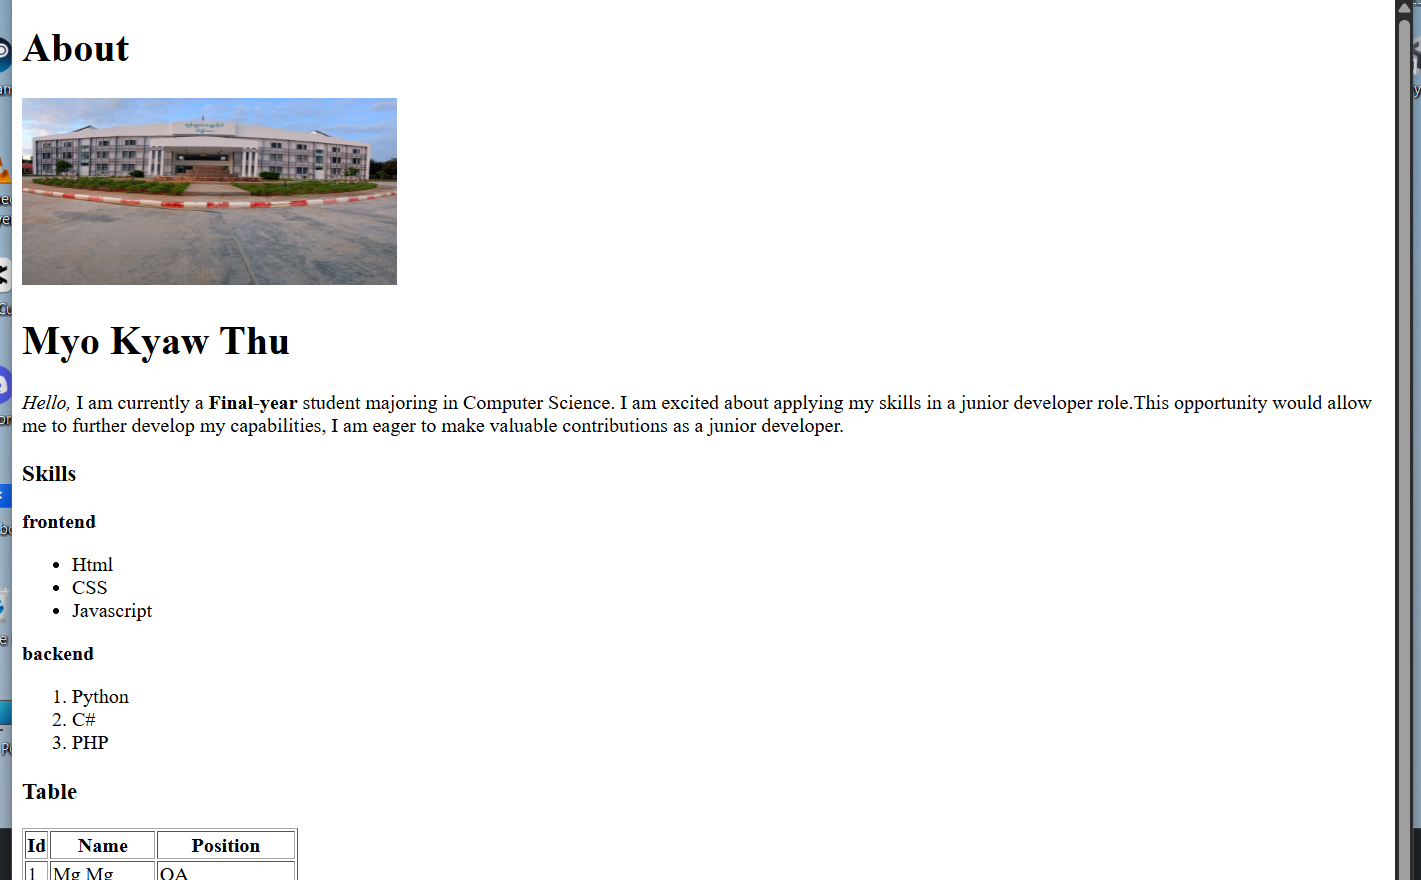 About
Myo Kyaw Thu
Hello, I am currently a Final-year student majoring in Computer Science. I am excited about applying my skills in a junior developer role.This opportunity would allow
me to further develop my capabilities, I am eager to make valuable contributions as a junior developer.
Skills
frontend
• Html
• CSS
• Javascript
backend
1. Python
2. C#
3. PHP
Table
Id Name Position
1 Mg Mg QA